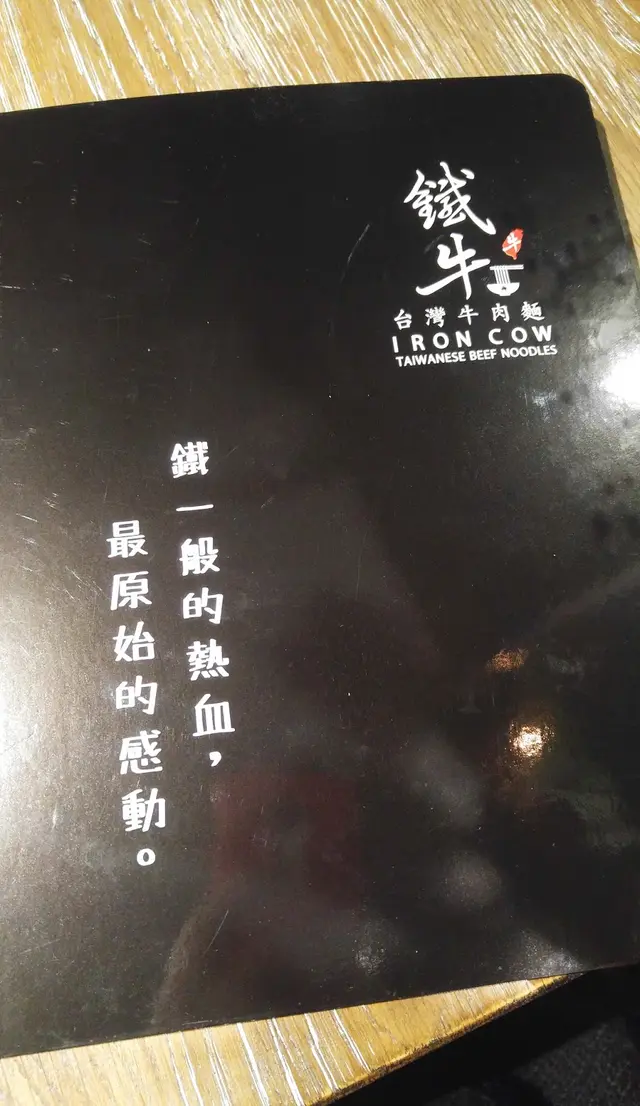 鐵牛
牛
台灣牛肉麵
IRON COW
TAIWANESE BEEF NOODLES
鐵一般的熱血，
最原始的感動。